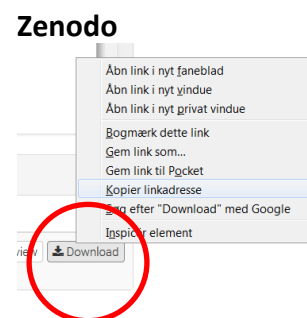 Zenodo
Åbn link i nyt faneblad
Åbn link i nyt vindue
Åbn link i nyt privat vindue
Bogmærk dette link
Gem link som...
Gem link til Pocket
Kopier linkadresse
Søg efter "Download" med Google
Inspicér element
Download